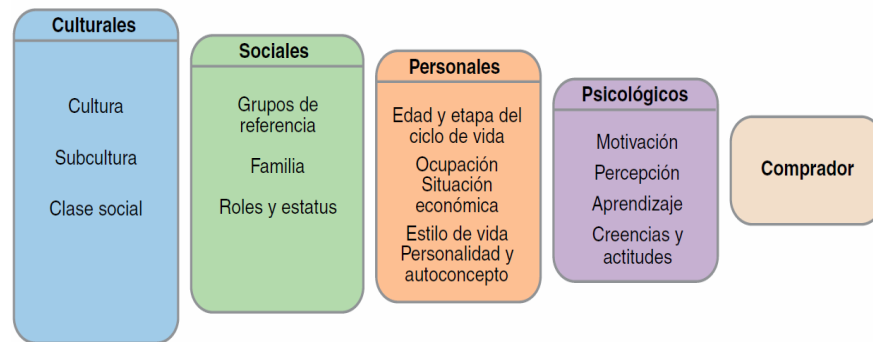 Culturales
Cultura
Subcultura
Clase social
Sociales
Grupos de
referencia
Familia
Roles y estatus
Personales
Edad y etapa del
ciclo de vida
Ocupación
Situación
económica
Estilo de vida
Personalidad y
autoconcepto
Psicológicos
Motivación
Percepción
Aprendizaje
Creencias y
actitudes
Comprador